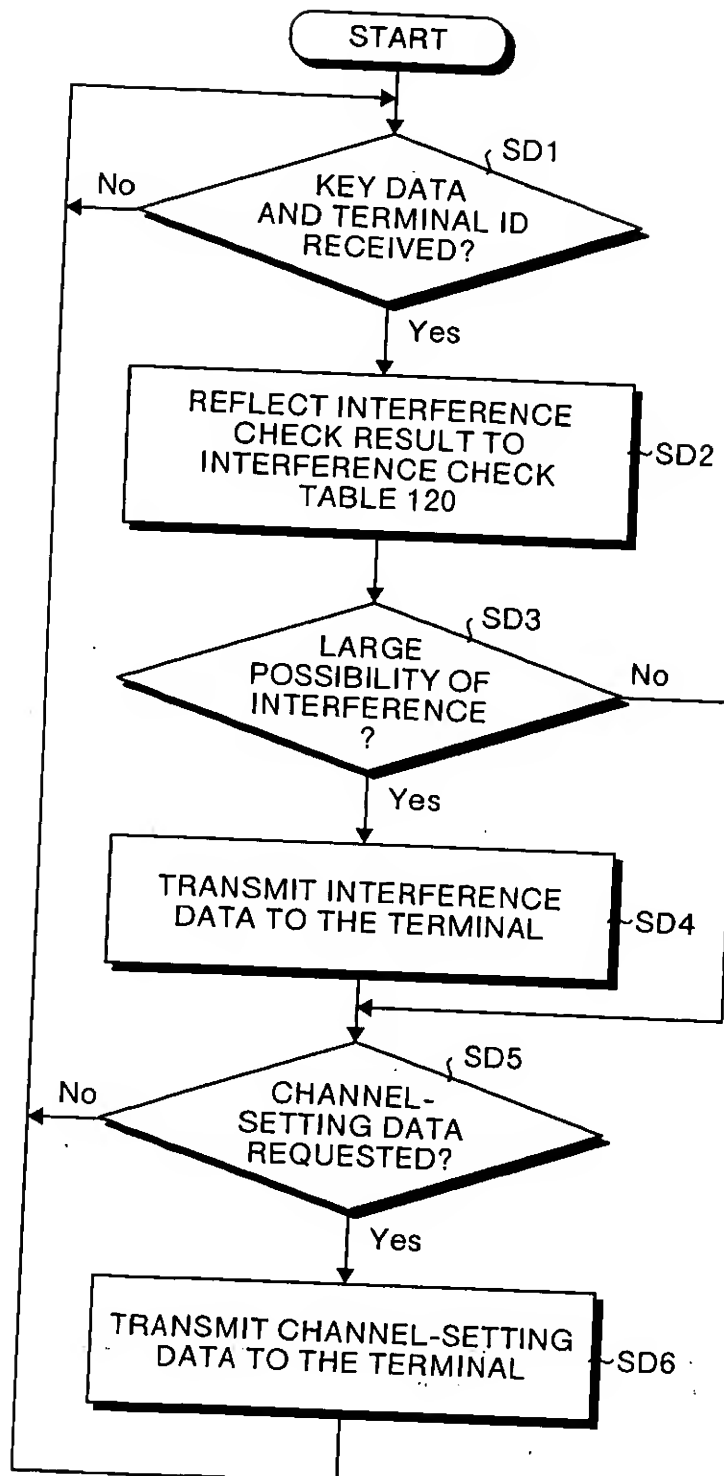 START
SD1
No
KEY DATA
AND TERMINAL ID
RECEIVED?
Yes
REFLECT INTERFERENCE
CHECK RESULT TO
INTERFERENCE CHECK
TABLE 120
SD2
SD3
LARGE
POSSIBILITY OF
INTERFERENCE
?
No
Yes
TRANSMIT INTERFERENCE
DATA TO THE TERMINAL
SD4
SD5
No
CHANNEL-
SETTING DATA
REQUESTED?
Yes
TRANSMIT CHANNEL-SETTING
DATA TO THE TERMINAL
SD6